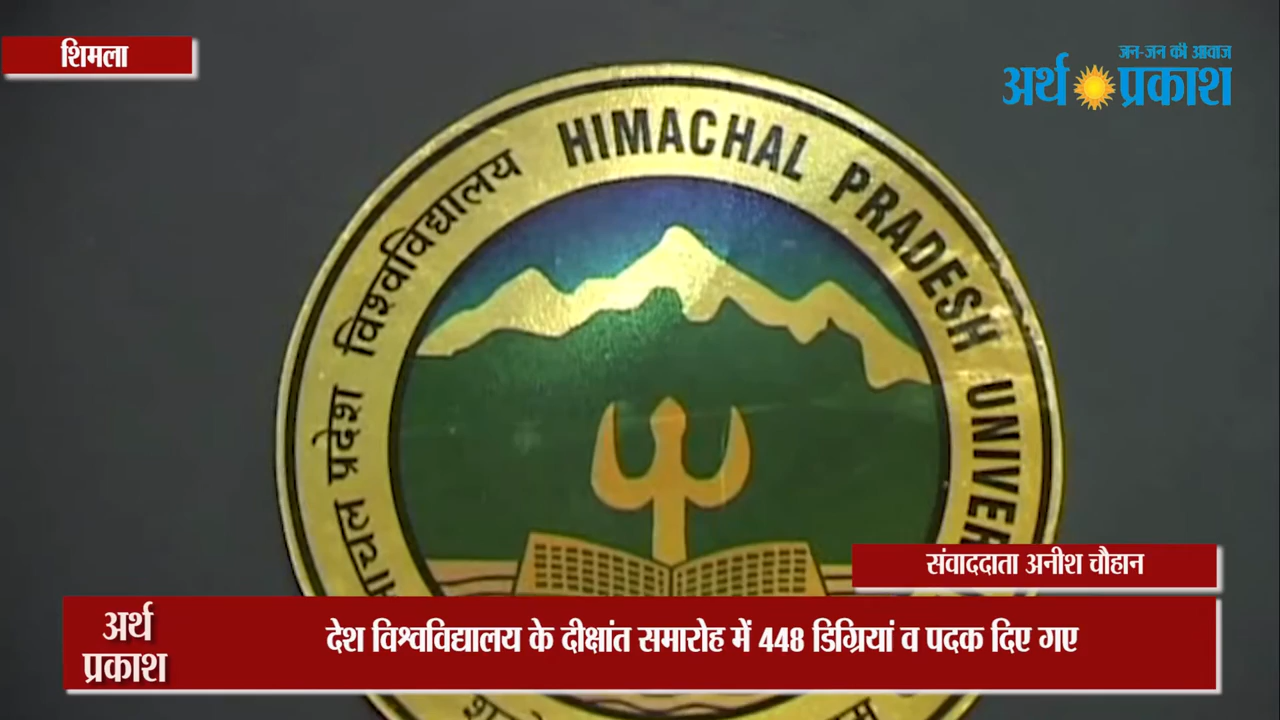 शिमला
जन-जन की आवाज
अर्थ प्रकाश
HIMACHAL PRADESH
हिमाचल प्रदेश विश्वविद्यालय
संवाददाता अनीश चौहान
अर्थ
प्रकाश
देश विश्वविद्यालय के दीक्षांत समारोह में 448 डिग्रियां व पदक दिए गए